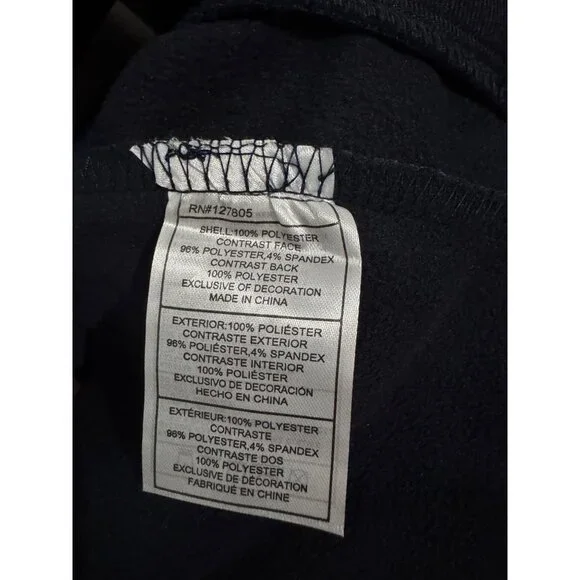 RN#127805
SHELL:100% POLYESTER
CONTRAST FACE
96% POLYESTER,4% SPANDEX
CONTRAST BACK
100% POLYESTER
EXCLUSIVE OF DECORATION
MADE IN CHINA
EXTERIOR:100% POLIÉSTER
CONTRASTE EXTERIOR
96% POLIÉSTER,4% SPANDEX
CONTRASTE INTERIOR
100% POLIÉSTER
EXCLUSIVO DE DECORACIÓN
HECHO EN CHINA
EXTÉRIEUR:100% POLYESTER
CONTRASTE
96% POLYESTER,4% SPANDEX
CONTRASTE DOS
100% POLYESTER
EXCLUSIVE DE DÉCORATION
FABRIQUÉ EN CHINE